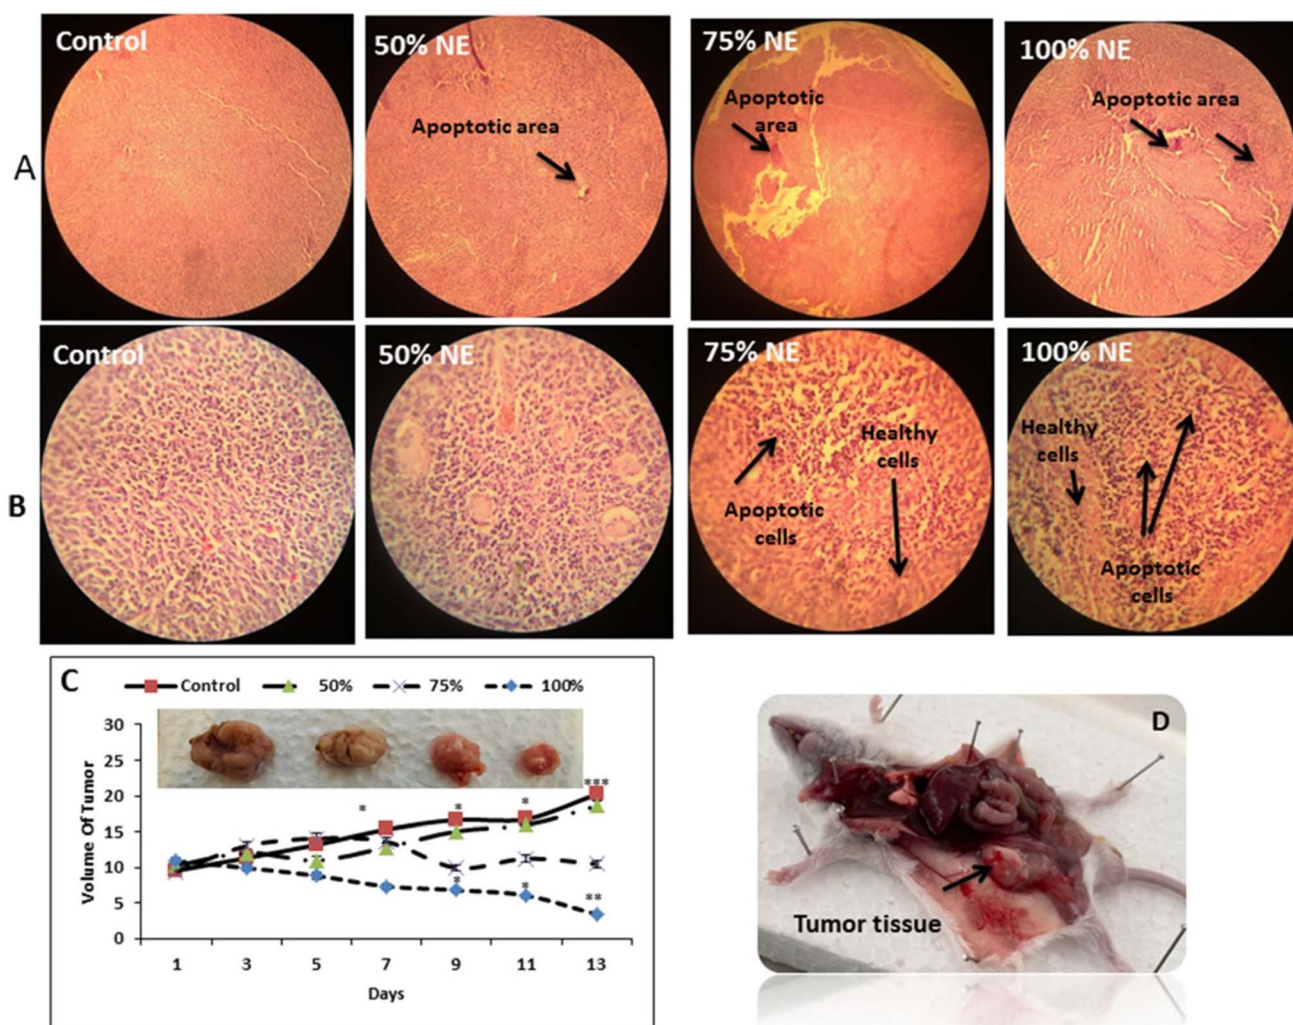 Control
50% NE
75% NE
100% NE
A
Apoptotic area
Apoptotic
area
Apoptotic area
Control
50% NE
75% NE
100% NE
B
Apoptotic
cells
Healthy
cells
Healthy
cells
Apoptotic
cells
C
Control 50% 75% 100%
Volume Of Tumor
30
25
20
15
10
5
0
* * * ***
* * **
1 3 5 7 9 11 13
Days
D
Tumor tissue